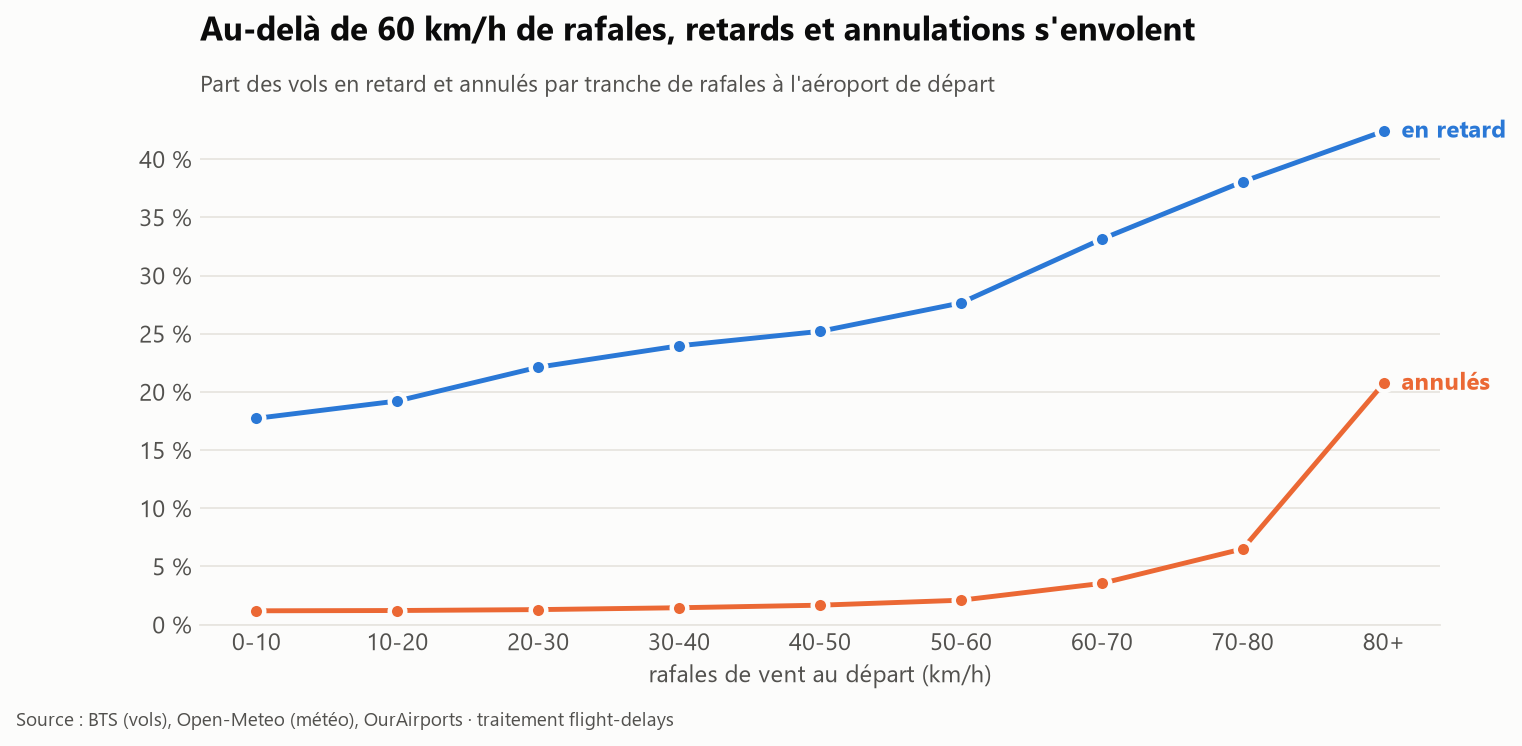 Au-delà de 60 km/h de rafales, retards et annulations s'envolent
Part des vols en retard et annulés par tranche de rafales à l'aéroport de départ
en retard
40 %
35 %
30 %
25 %
20 %
annulés
15 %
10 %
5 %
0 %
0-10 10-20 20-30 30-40 40-50 50-60 60-70 70-80 80+
rafales de vent au départ (km/h)
Source : BTS (vols), Open-Meteo (météo), OurAirports · traitement flight-delays